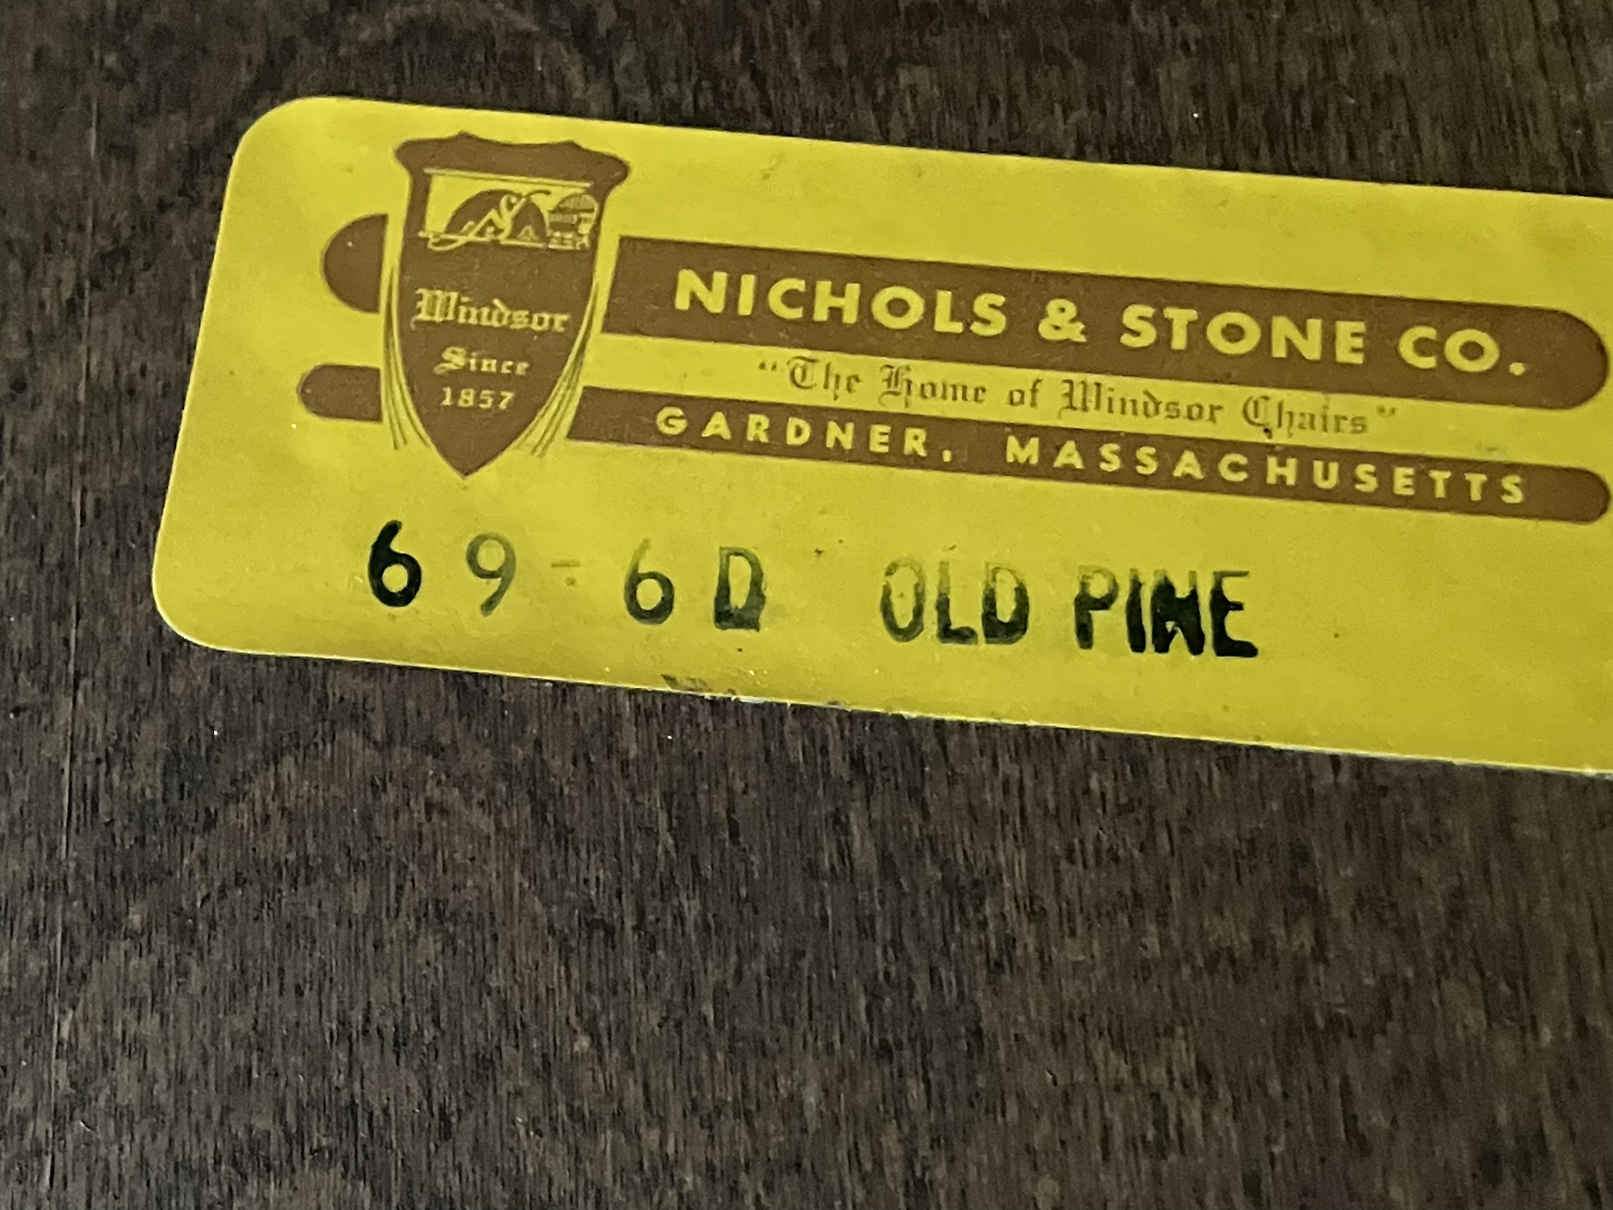 Windsor
Since
1857
NICHOLS & STONE CO.
"The Home of Windsor Chairs"
GARDNER, MASSACHUSETTS
69-6D OLD PINE